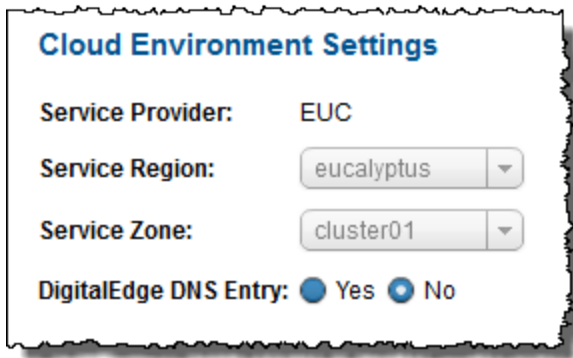 Cloud Environment Settings
Service Provider: EUC
Service Region: eucalyptus
Service Zone: cluster01
DigitalEdge DNS Entry: Yes No